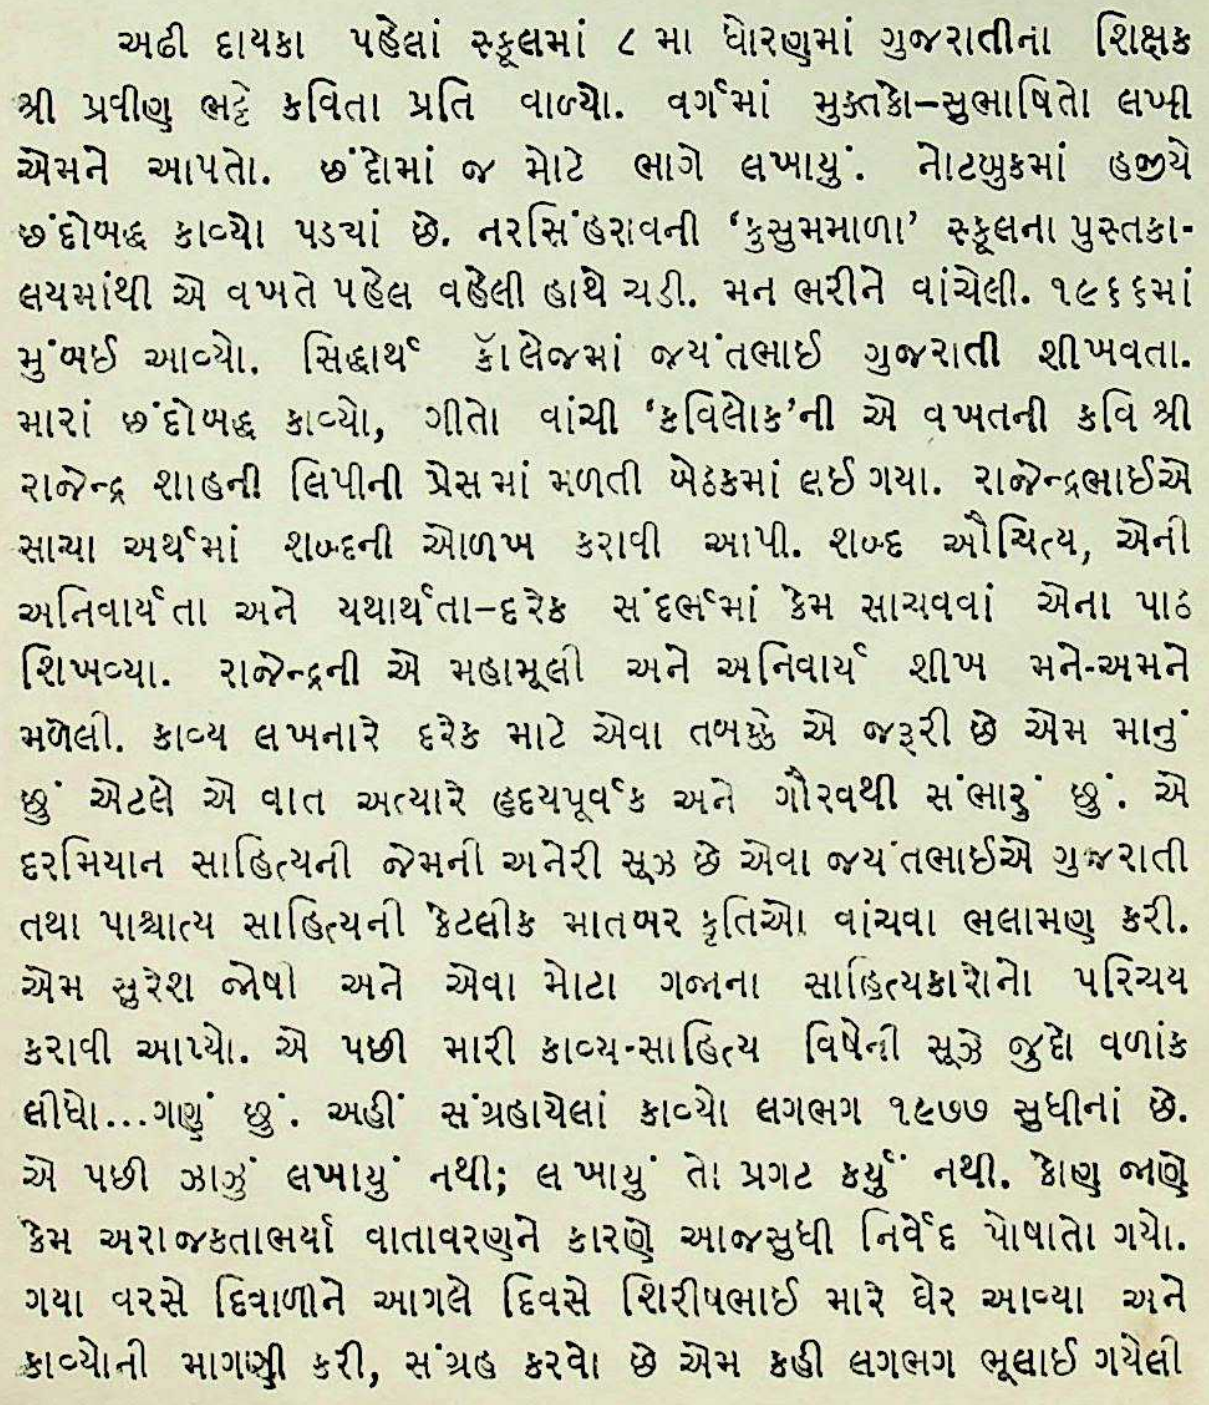 અઢી દાયકા પહેલાં સ્કૂલમાં ૮ મા ધોરણમાં ગુજરાતીના શિક્ષક
શ્રી પ્રવીણ ભટ્ટે કવિતા પ્રતિ વાળ્યો. વર્ગમાં મુક્તકો–સુભાષિતો લખી
એમને આપતો. છંદોમાં જ મોટે ભાગે લખાયું. નોટબુકમાં હજીયે
છંદોબદ્ધ કાવ્યો પડ્યાં છે. નરસિંહરાવની ‘કુસુમમાળા’ સ્કૂલના પુસ્તકા-
લયમાંથી એ વખતે પહેલ વહેલી હાથે ચડી. મન ભરીને વાંચેલી. ૧૯૬૬માં
મુંબઈ આવ્યો. સિદ્ધાર્થ કૉલેજમાં જયંતભાઈ ગુજરાતી શીખવતા.
મારાં છંદોબદ્ધ કાવ્યો, ગીતો વાંચી ‘કવિલોક’ની એ વખતની કવિ શ્રી
રાજેન્દ્ર શાહની લિપીની પ્રેસમાં મળતી બેઠકમાં લઈ ગયા. રાજેન્દ્રભાઈએ
સાચા અર્થમાં શબ્દની ઓળખ કરાવી આપી. શબ્દ ઔચિત્ય, એની
અનિવાર્યતા અને યથાર્થતા–દરેક સંદર્ભમાં કેમ સાચવવાં એના પાઠ
શિખવ્યા. રાજેન્દ્રની એ મહામૂલી અને અનિવાર્ય શીખ મને-અમને
મળેલી. કાવ્ય લખનારે દરેક માટે એવા તબક્કે એ જરૂરી છે એમ માનું
છું એટલે એ વાત અત્યારે હૃદયપૂર્વક અને ગૌરવથી સંભારું છું. એ
દરમિયાન સાહિત્યની જેમની અનેરી સૂઝ છે એવા જયંતભાઈએ ગુજરાતી
તથા પાશ્ચાત્ય સાહિત્યની કેટલીક માતબર કૃતિઓ વાંચવા ભલામણ કરી.
એમ સુરેશ જોષી અને એવા મોટા ગજાના સાહિત્યકારોનો પરિચય
કરાવી આપ્યો. એ પછી મારી કાવ્ય-સાહિત્ય વિષેની સૂઝે જુદો વળાંક
લીધો...ગણું છું. અહીં સંગ્રહાયેલાં કાવ્યો લગભગ ૧૯૭૭ સુધીનાં છે.
એ પછી ઝાઝું લખાયું નથી; લખાયું તો પ્રગટ કર્યું નથી. કોણ જાણે
કેમ અરાજકતાભર્યા વાતાવરણને કારણે આજસુધી નિર્વેદ પોષાતો ગયો.
ગયા વરસે દિવાળીને આગલે દિવસે શિરીષભાઈ મારે ઘેર આવ્યા અને
કાવ્યોની માગણી કરી, સંગ્રહ કરવો છે એમ કહી લગભગ ભૂલાઈ ગયેલી